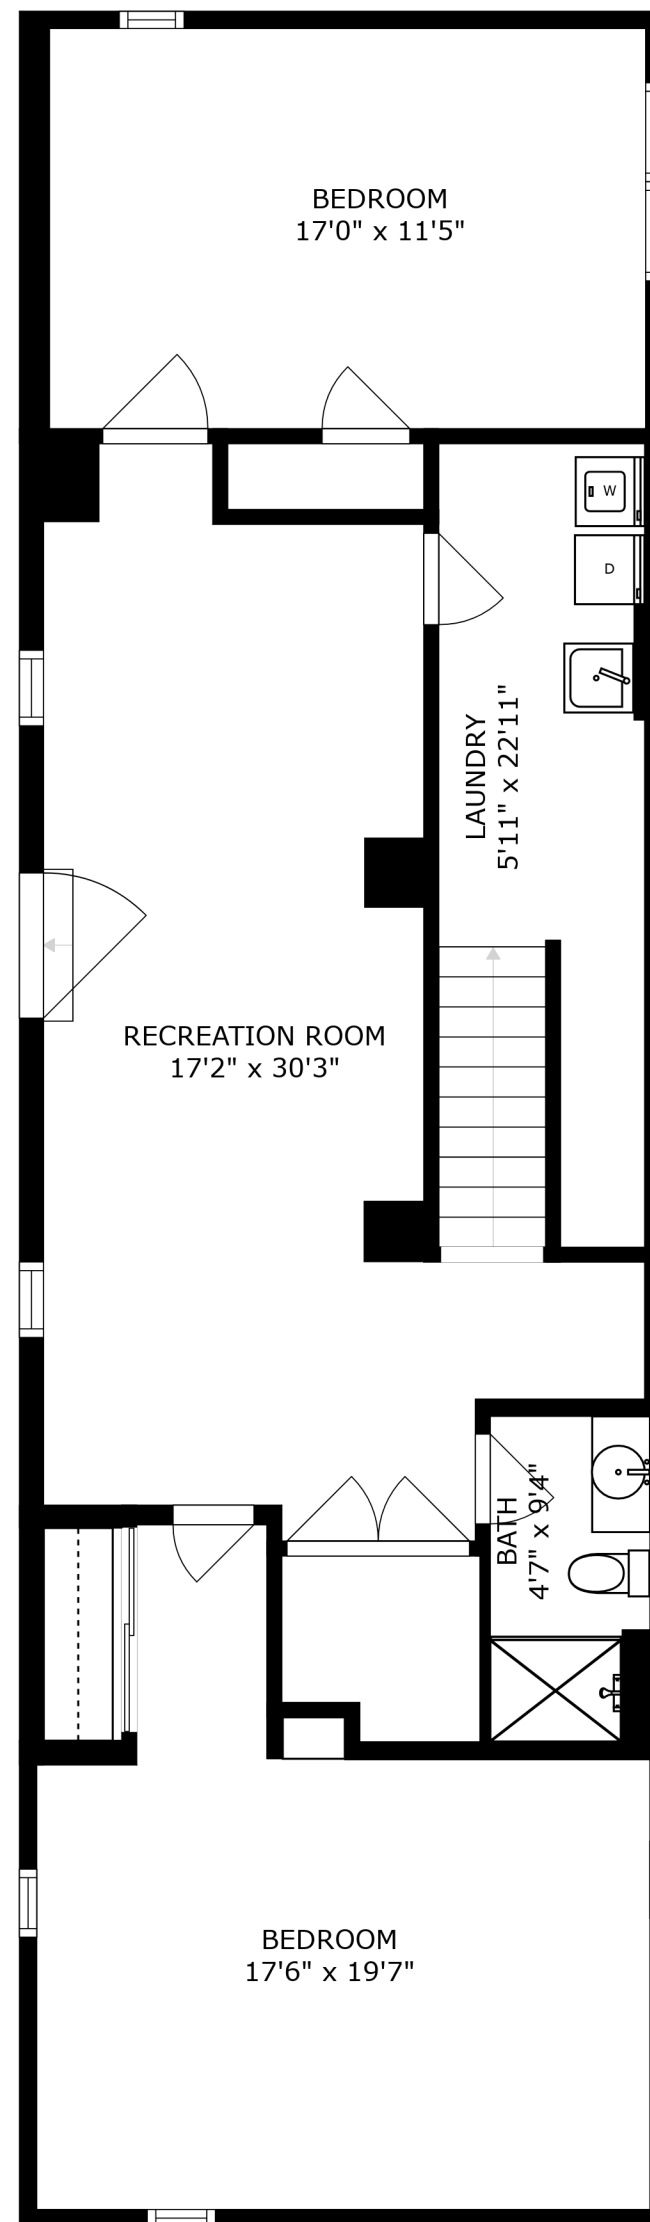 BEDROOM
17'0" x 11'5"
W
D
LAUNDRY
5'11" x 22'11"
RECREATION ROOM
17'2" x 30'3"
BATH
4'7" x 9'4"
BEDROOM
17'6" x 19'7"